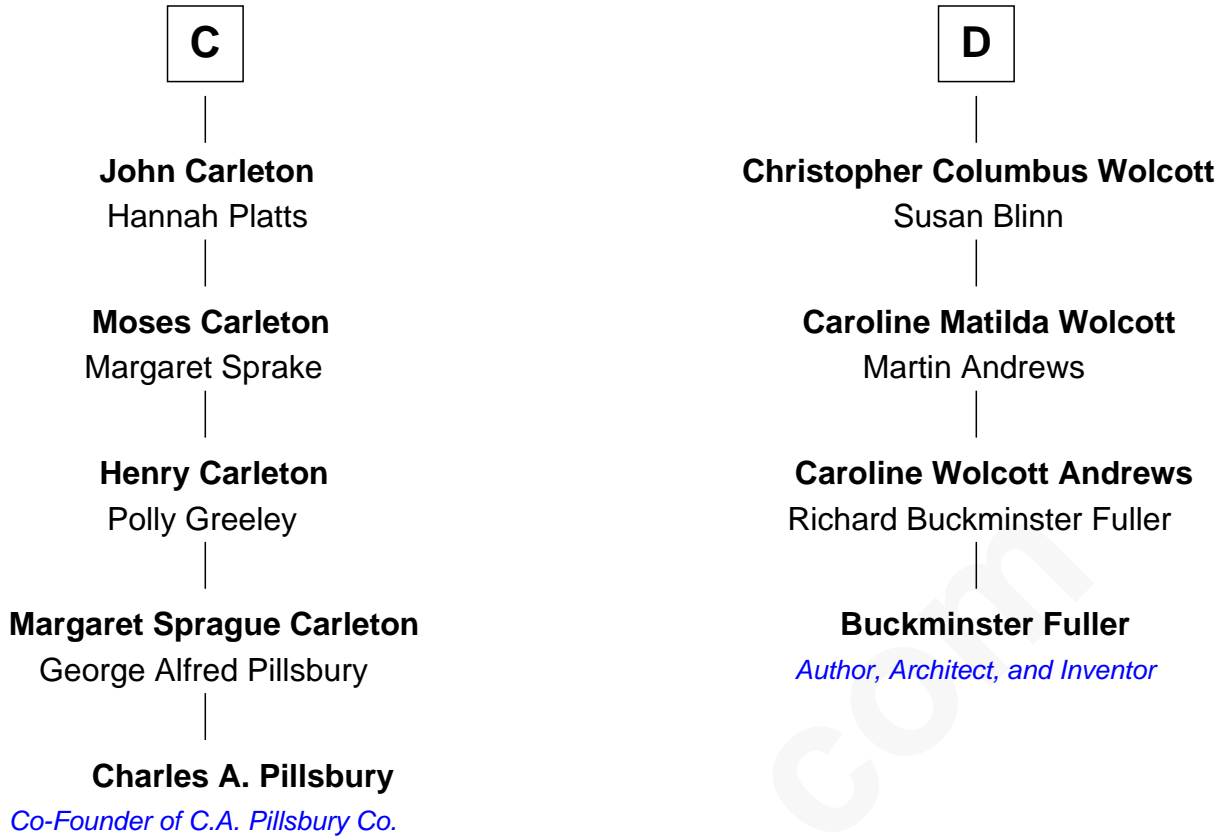 C
John Carleton
Hannah Platts
Moses Carleton
Margaret Sprake
Henry Carleton
Polly Greeley
Margaret Sprague Carleton
George Alfred Pillsbury
Charles A. Pillsbury
Co-Founder of C.A. Pillsbury Co.
D
Christopher Columbus Wolcott
Susan Blinn
Caroline Matilda Wolcott
Martin Andrews
Caroline Wolcott Andrews
Richard Buckminster Fuller
Buckminster Fuller
Author, Architect, and Inventor
com